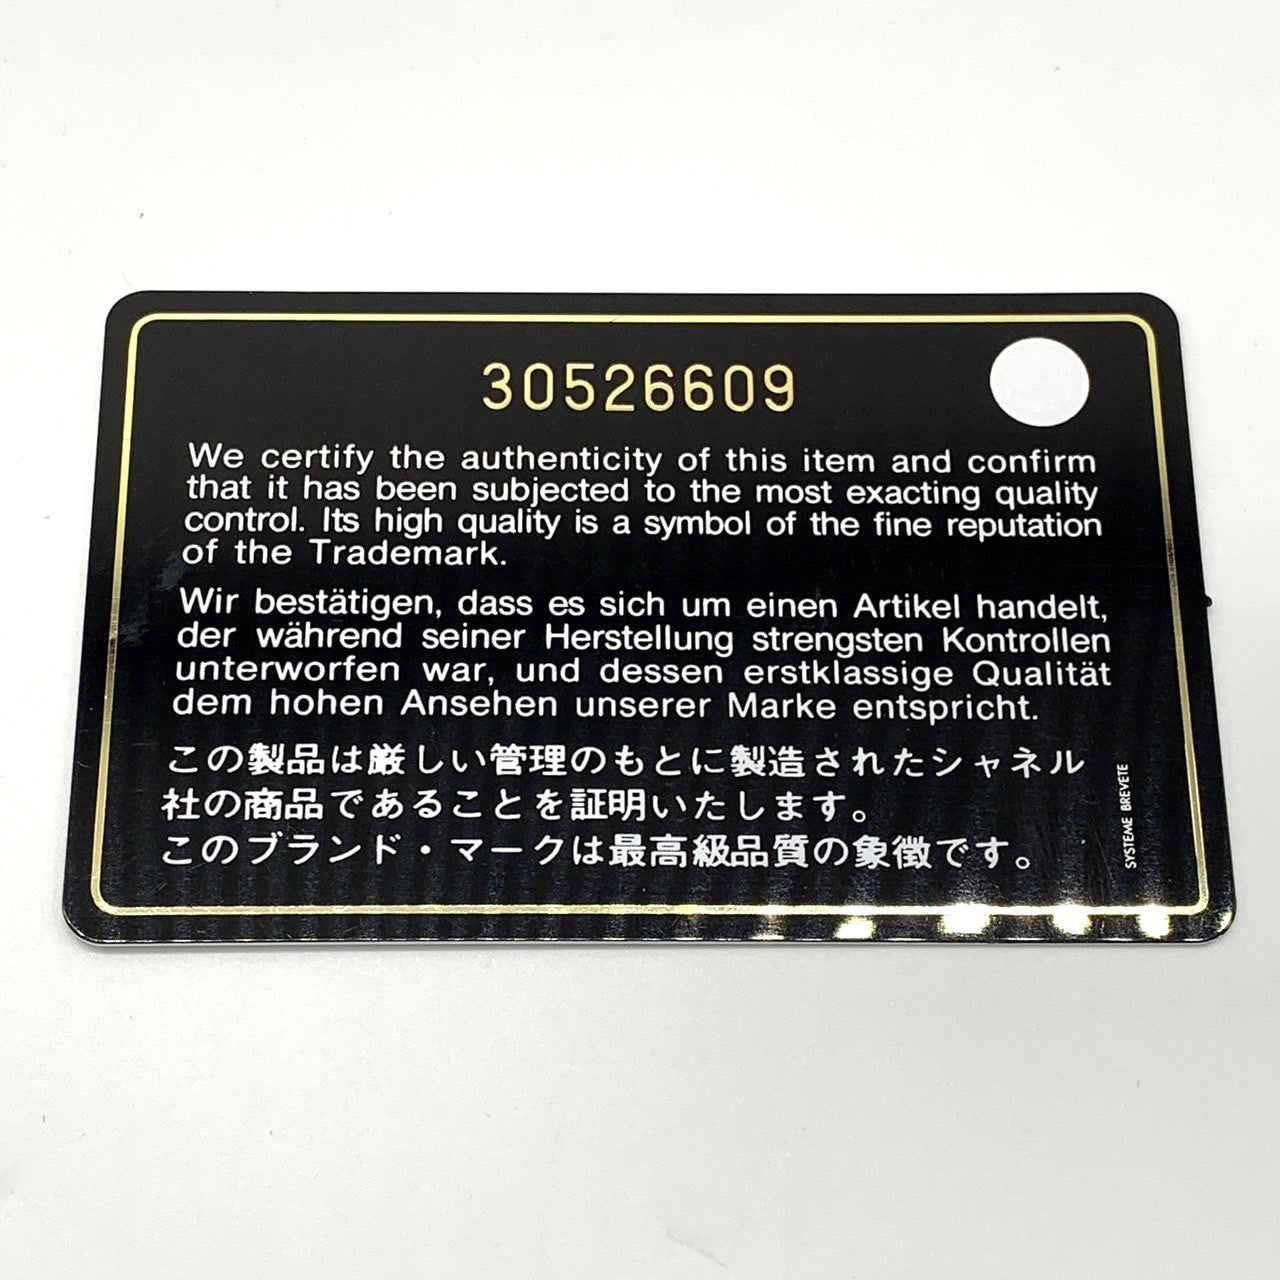 30526609
We certify the authenticity of this item and confirm
that it has been subjected to the most exacting quality
control. Its high quality is a symbol of the fine reputation
of the Trademark.
Wir bestätigen, dass es sich um einen Artikel handelt,
der während seiner Herstellung strengsten Kontrollen
unterworfen war, und dessen erstklassige Qualität
dem hohen Ansehen unserer Marke entspricht.
この製品は厳しい管理のもとに製造されたシャネル
社の商品であることを証明いたします。
このブランド・マークは最高級品質の象徴です。
SYSTEME BREVETE